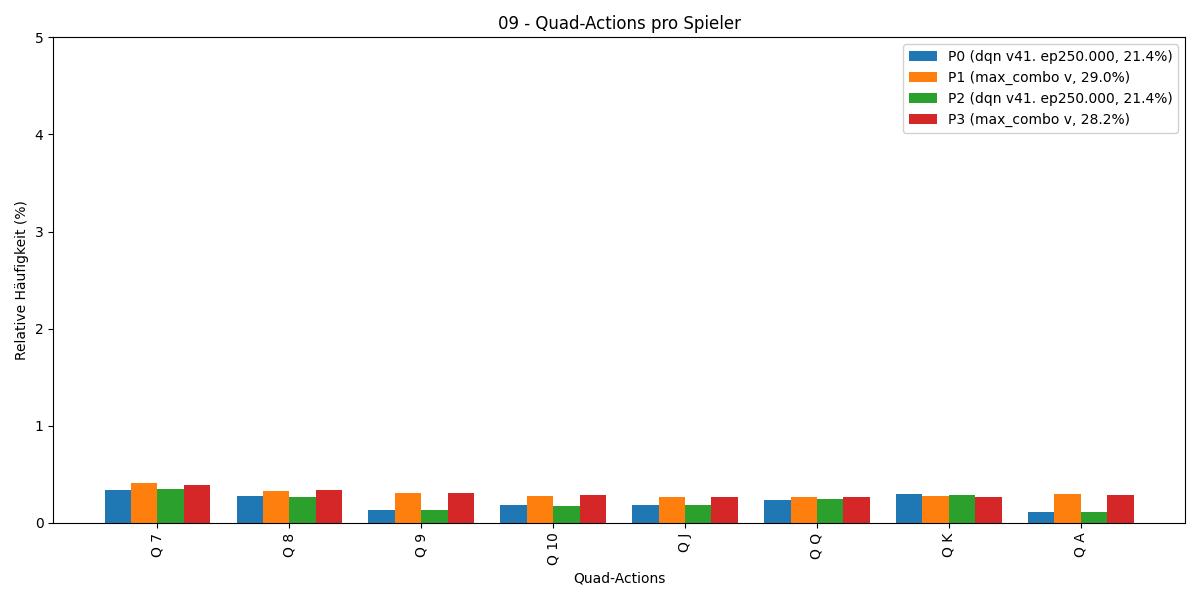 09 - Quad-Actions pro Spieler
P0 (dqn v41. ep250.000, 21.4%)
P1 (max_combo v, 29.0%)
P2 (dqn v41. ep250.000, 21.4%)
P3 (max_combo v, 28.2%)
Relative Häufigkeit (%)
5
4
3
2
1
0
Q 7
Q 8
Q 9
Q 10
Q J
Q Q
Q K
Q A
Quad-Actions